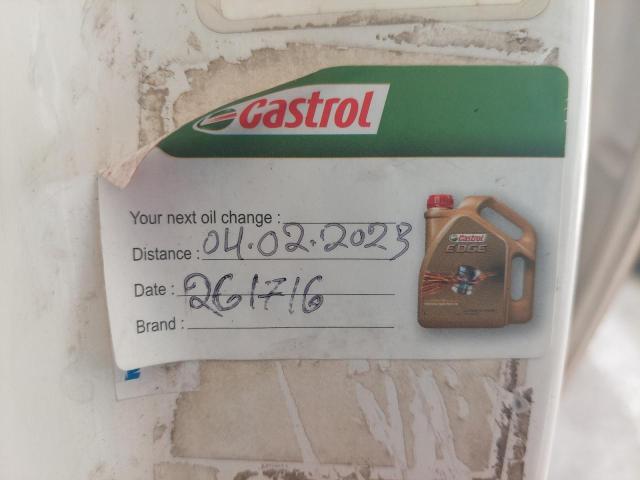 Castrol
Your next oil change :
Distance : 04.02.2023
Date : 261716
Brand :
Castrol
EDGE